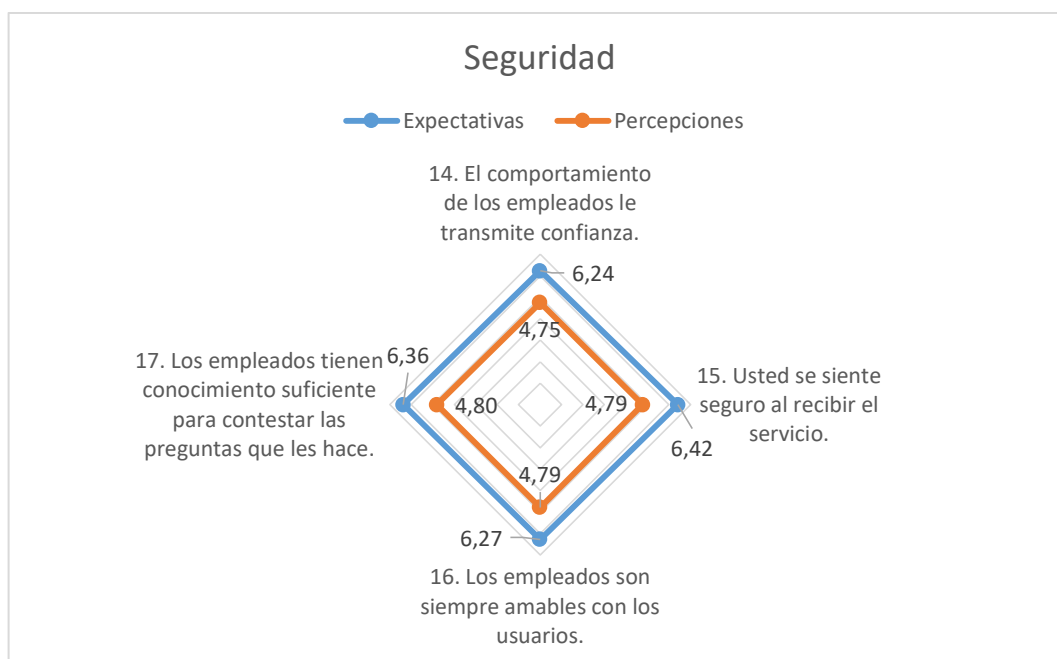 Seguridad
Expectativas Percepciones
14. El comportamiento
de los empleados le
transmite confianza.
6,24
4,75
15. Usted se siente
seguro al recibir el
servicio.
4,79
6,42
16. Los empleados son
siempre amables con los
usuarios.
4,79
6,27
17. Los empleados tienen
conocimiento suficiente
para contestar las
preguntas que les hace.
6,36
4,80